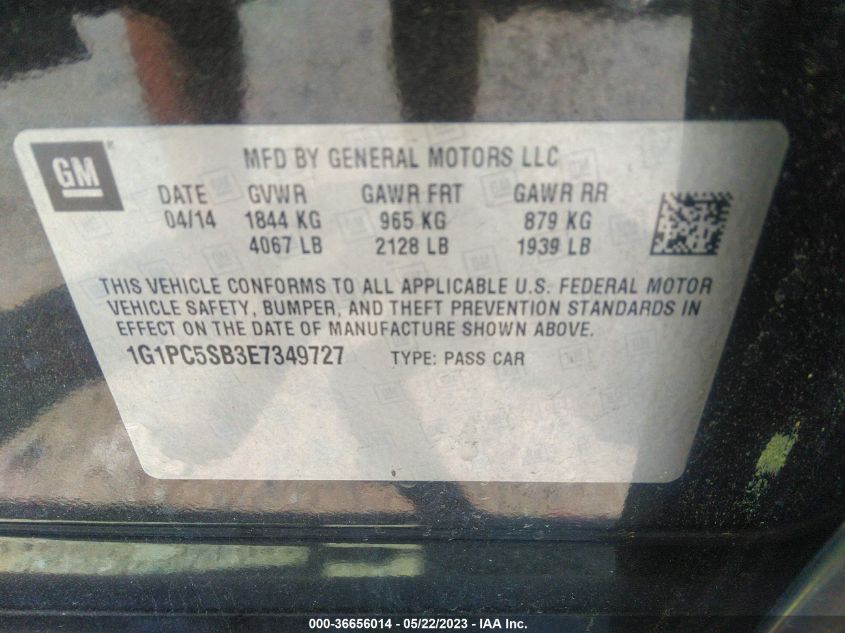 GM
MFD BY GENERAL MOTORS LLC
DATE GVWR GAWR FRT GAWR RR
04/14 1844 KG 965 KG 879 KG
4067 LB 2128 LB 1939 LB
THIS VEHICLE CONFORMS TO ALL APPLICABLE U.S. FEDERAL MOTOR
VEHICLE SAFETY, BUMPER, AND THEFT PREVENTION STANDARDS IN
EFFECT ON THE DATE OF MANUFACTURE SHOWN ABOVE.
1G1PC5SB3E7349727 TYPE: PASS CAR
000-36656014 - 05/22/2023 - IAA Inc.